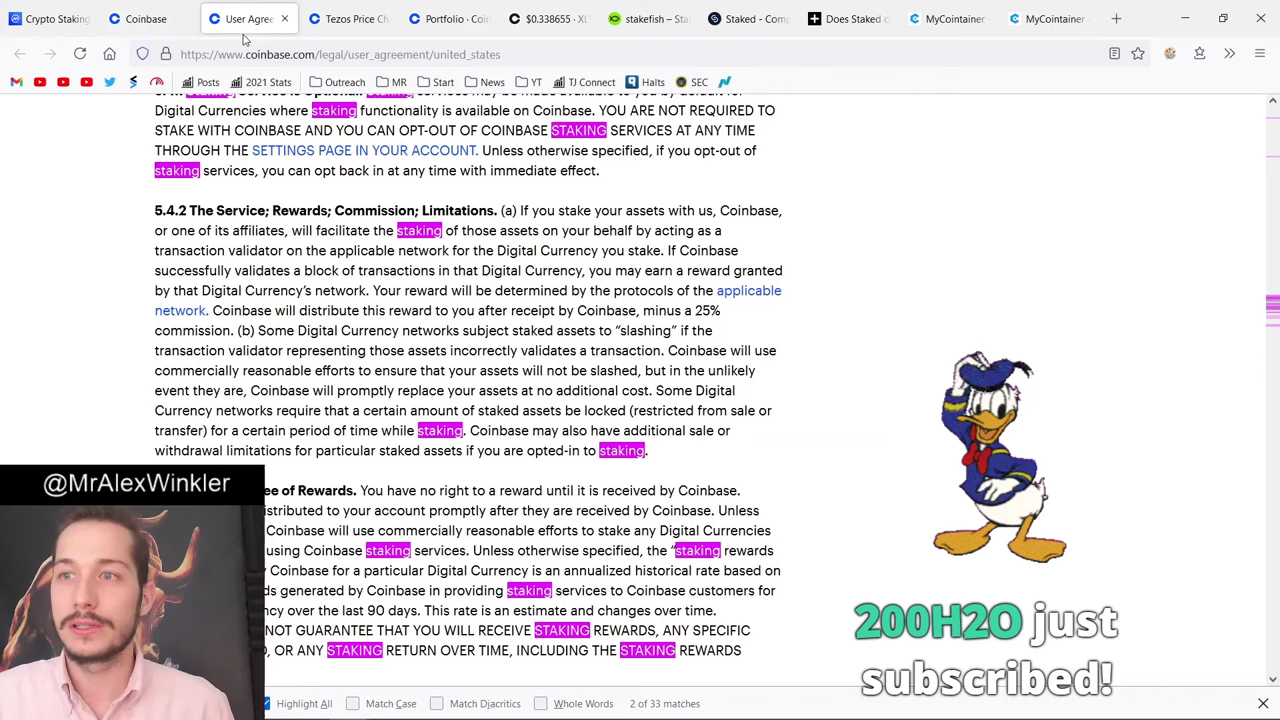 Crypto Staking
Coinbase
User Agree
Tezos Price Ch
Portfolio - Coin
$0.338655 - XL
stakefish – Sta
Staked - Comp
Does Staked c
MyCointainer
MyCointainer
https://www.coinbase.com/legal/user_agreement/united_states
Posts
2021 Stats
Outreach
MR
Start
News
YT
TJ Connect
Halts
SEC
Digital Currencies where staking functionality is available on Coinbase. YOU ARE NOT REQUIRED TO
STAKE WITH COINBASE AND YOU CAN OPT-OUT OF COINBASE STAKING SERVICES AT ANY TIME
THROUGH THE SETTINGS PAGE IN YOUR ACCOUNT. Unless otherwise specified, if you opt-out of
staking services, you can opt back in at any time with immediate effect.
5.4.2 The Service; Rewards; Commission; Limitations. (a) If you stake your assets with us, Coinbase,
or one of its affiliates, will facilitate the staking of those assets on your behalf by acting as a
transaction validator on the applicable network for the Digital Currency you stake. If Coinbase
successfully validates a block of transactions in that Digital Currency, you may earn a reward granted
by that Digital Currency’s network. Your reward will be determined by the protocols of the applicable
network. Coinbase will distribute this reward to you after receipt by Coinbase, minus a 25%
commission. (b) Some Digital Currency networks subject staked assets to “slashing” if the
transaction validator representing those assets incorrectly validates a transaction. Coinbase will use
commercially reasonable efforts to ensure that your assets will not be slashed, but in the unlikely
event they are, Coinbase will promptly replace your assets at no additional cost. Some Digital
Currency networks require that a certain amount of staked assets be locked (restricted from sale or
transfer) for a certain period of time while staking. Coinbase may also have additional sale or
withdrawal limitations for particular staked assets if you are opted-in to staking.
@MrAlexWinkler
ee of Rewards. You have no right to a reward until it is received by Coinbase.
istributed to your account promptly after they are received by Coinbase. Unless
Coinbase will use commercially reasonable efforts to stake any Digital Currencies
using Coinbase staking services. Unless otherwise specified, the “staking rewards
y Coinbase for a particular Digital Currency is an annualized historical rate based on
ds generated by Coinbase in providing staking services to Coinbase customers for
ency over the last 90 days. This rate is an estimate and changes over time.
NOT GUARANTEE THAT YOU WILL RECEIVE STAKING REWARDS, ANY SPECIFIC
, OR ANY STAKING RETURN OVER TIME, INCLUDING THE STAKING REWARDS
200H2O just
subscribed!
Highlight All
Match Case
Match Diacritics
Whole Words
2 of 33 matches